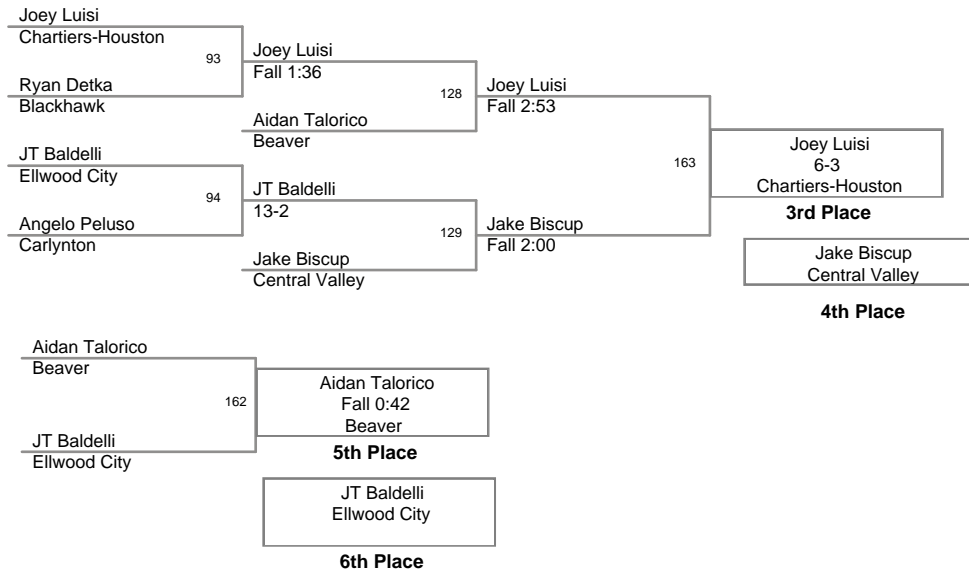 Joey Luisi
Chartiers-Houston
93
Ryan Detka
Blackhawk
Joey Luisi
Fall 1:36
128
Aidan Talorico
Beaver
Joey Luisi
Fall 2:53
JT Baldelli
Ellwood City
94
Angelo Peluso
Carlynton
JT Baldelli
13-2
129
Jake Biscup
Central Valley
Jake Biscup
Fall 2:00
163
Joey Luisi
6-3
Chartiers-Houston
3rd Place
Jake Biscup
Central Valley
4th Place
Aidan Talorico
Beaver
162
JT Baldelli
Ellwood City
Aidan Talorico
Fall 0:42
Beaver
5th Place
JT Baldelli
Ellwood City
6th Place